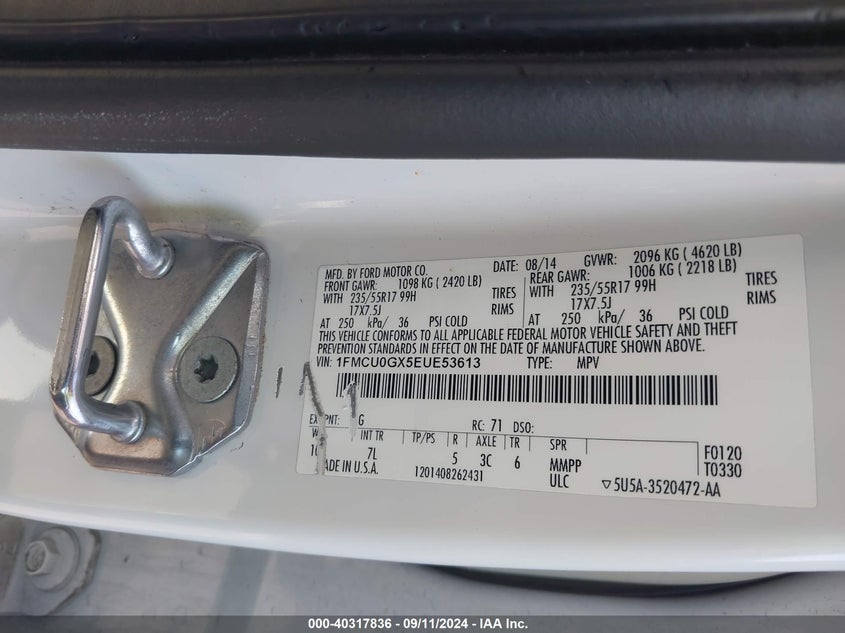 MFD. BY FORD MOTOR CO. DATE: 08/14 GVWR: 2096 KG ( 4620 LB)
FRONT GAWR: 1098 KG ( 2420 LB) REAR GAWR: 1006 KG ( 2218 LB)
WITH 235/55R17 99H TIRES WITH 235/55R17 99H TIRES
17X7.5J RIMS 17X7.5J RIMS
AT 250 kPa/ 36 PSI COLD AT 250 kPa/ 36 PSI COLD
THIS VEHICLE CONFORMS TO ALL APPLICABLE FEDERAL MOTOR VEHICLE SAFETY AND THEFT
PREVENTION STANDARDS IN EFFECT ON THE DATE OF MANUFACTURE SHOWN ABOVE.
VIN: 1FMCU0GX5EUE53613 TYPE: MPV
G RC: 71 DSO:
INT TR TP/PS R AXLE TR SPR F0120
7L 5 3C 6 MMPP T0330
MADE IN U.S.A. 1201408262431 ULC ▽5U5A-3520472-AA
000-40317836 - 09/11/2024 - IAA Inc.